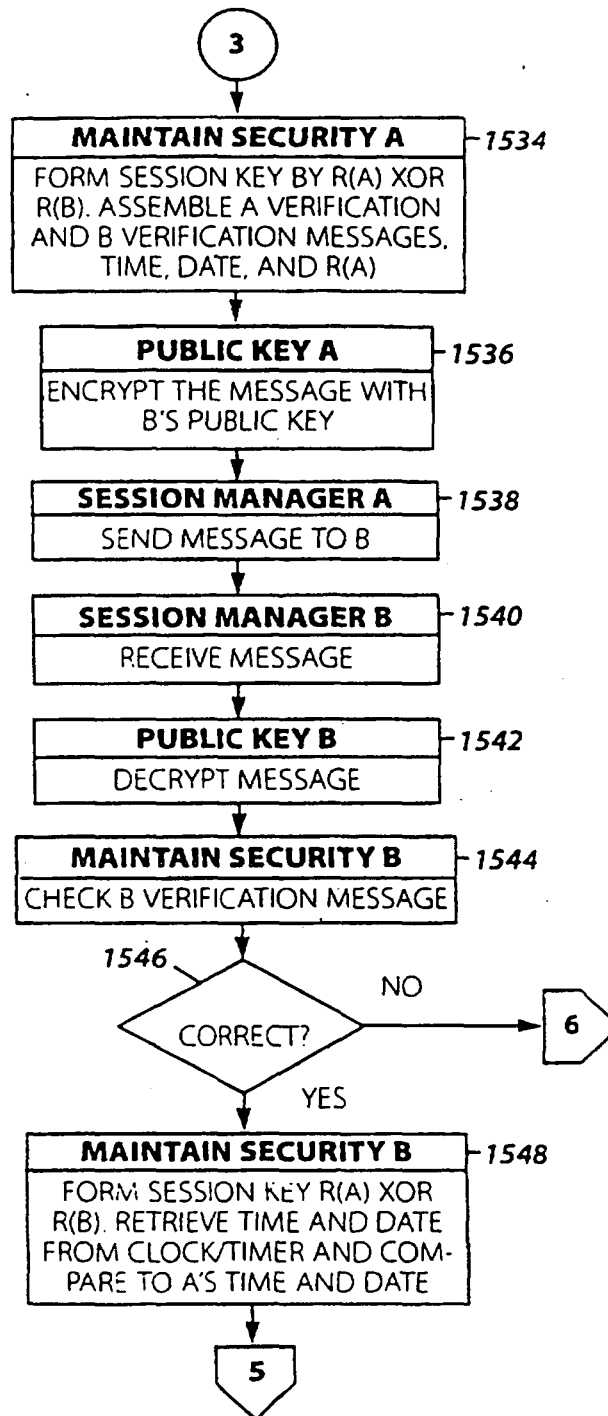 3
MAINTAIN SECURITY A
1534
FORM SESSION KEY BY R(A) XOR
R(B). ASSEMBLE A VERIFICATION
AND B VERIFICATION MESSAGES,
TIME, DATE, AND R(A)
PUBLIC KEY A
1536
ENCRYPT THE MESSAGE WITH
B'S PUBLIC KEY
SESSION MANAGER A
1538
SEND MESSAGE TO B
SESSION MANAGER B
1540
RECEIVE MESSAGE
PUBLIC KEY B
1542
DECRYPT MESSAGE
MAINTAIN SECURITY B
1544
CHECK B VERIFICATION MESSAGE
1546
CORRECT?
NO
6
YES
MAINTAIN SECURITY B
1548
FORM SESSION KEY R(A) XOR
R(B). RETRIEVE TIME AND DATE
FROM CLOCK/TIMER AND COM-
PARE TO A'S TIME AND DATE
5